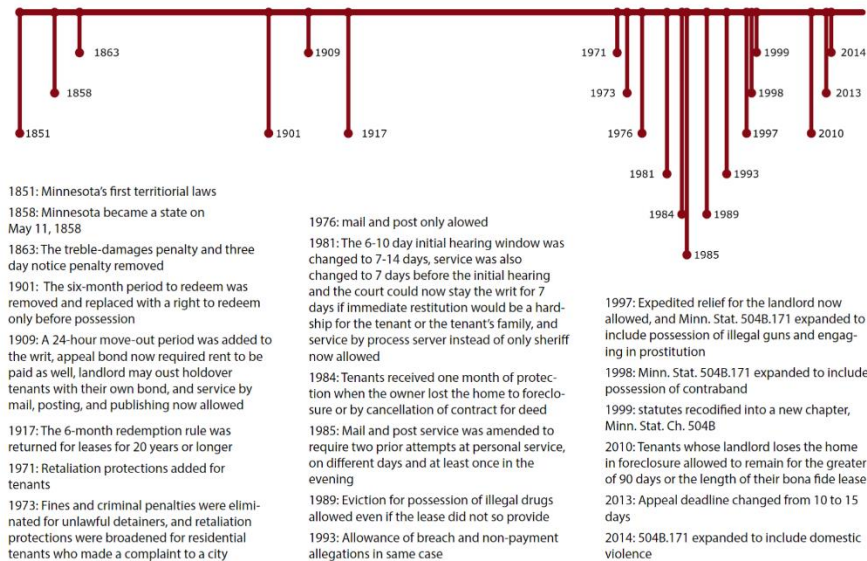 1851
1858
1863
1901
1909
1917
1971
1973
1976
1981
1984
1985
1989
1993
1997
1998
1999
2010
2013
2014
1851: Minnesota's first territorial laws
1858: Minnesota became a state on
May 11, 1858
1863: The treble-damages penalty and three
day notice penalty removed
1901: The six-month period to redeem was
removed and replaced with a right to redeem
only before possession
1909: A 24-hour move-out period was added to
the writ, appeal bond now required rent to be
paid as well, landlord may oust holdover
tenants with their own bond, and service by
mail, posting, and publishing now allowed
1917: The 6-month redemption rule was
returned for leases for 20 years or longer
1971: Retaliation protections added for
tenants
1973: Fines and criminal penalties were elimi-
nated for unlawful detainers, and retaliation
protections were broadened for residential
tenants who made a complaint to a city
1976: mail and post only alowed
1981: The 6-10 day initial hearing window was
changed to 7-14 days, service was also
changed to 7 days before the initial hearing
and the court could now stay the writ for 7
days if immediate restitution would be a hard-
ship for the tenant or the tenant's family, and
service by process server instead of only sheriff
now allowed
1984: Tenants received one month of protec-
tion when the owner lost the home to foreclo-
sure or by cancellation of contract for deed
1985: Mail and post service was amended to
require two prior attempts at personal service,
on different days and at least once in the
evening
1989: Eviction for possession of illegal drugs
allowed even if the lease did not so provide
1993: Allowance of breach and non-payment
allegations in same case
1997: Expedited relief for the landlord now
allowed, and Minn. Stat. 504B.171 expanded to
include possession of illegal guns and engag-
ing in prostitution
1998: Minn. Stat. 504B.171 expanded to include
possession of contraband
1999: statutes recodified into a new chapter,
Minn. Stat. Ch. 504B
2010: Tenants whose landlord loses the home
in foreclosure allowed to remain for the greater
of 90 days or the length of their bona fide lease
2013: Appeal deadline changed from 10 to 15
days
2014: 504B.171 expanded to include domestic
violence